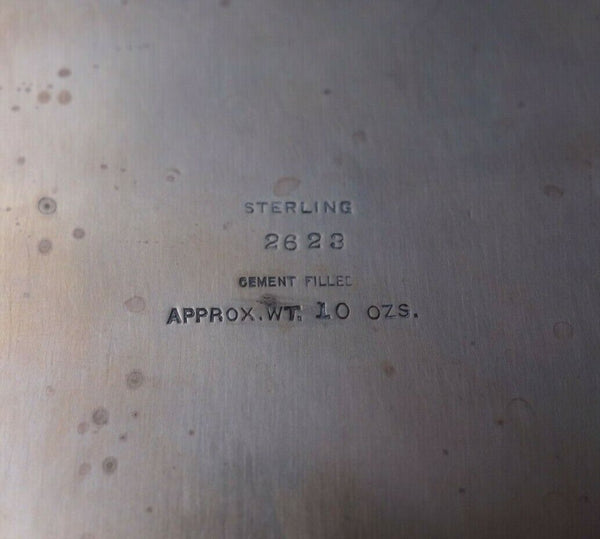 STERLING
2623
CEMENT FILLED
APPROX.WT. 10 OZS.